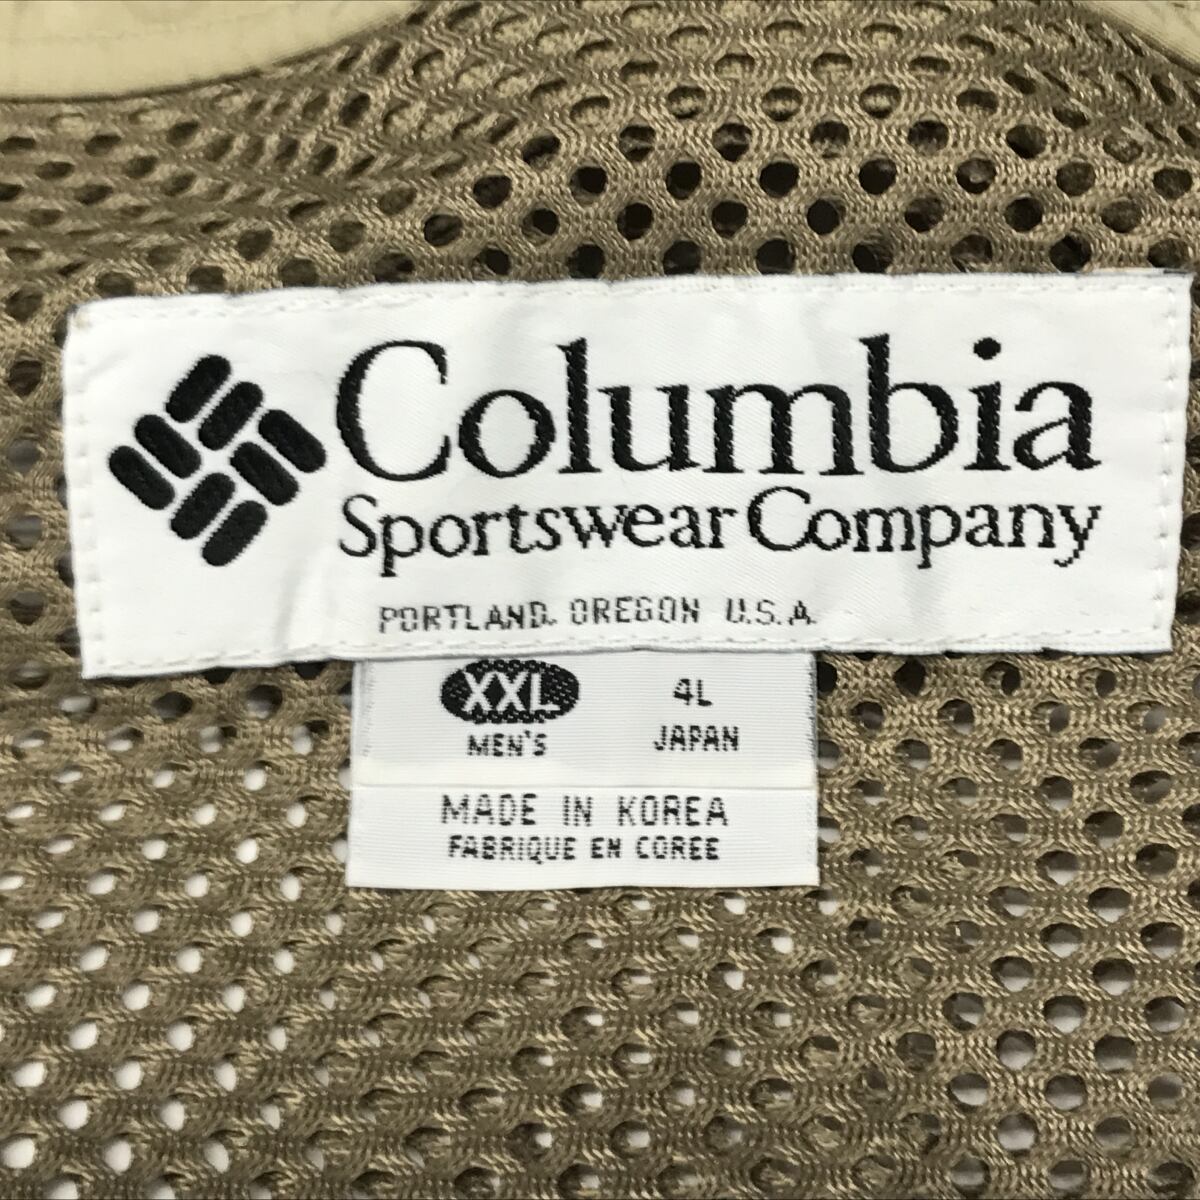 Columbia
Sportswear Company
PORTLAND, OREGON U.S.A.
XXL 4L
MEN'S JAPAN
MADE IN KOREA
FABRIQUE EN COREE